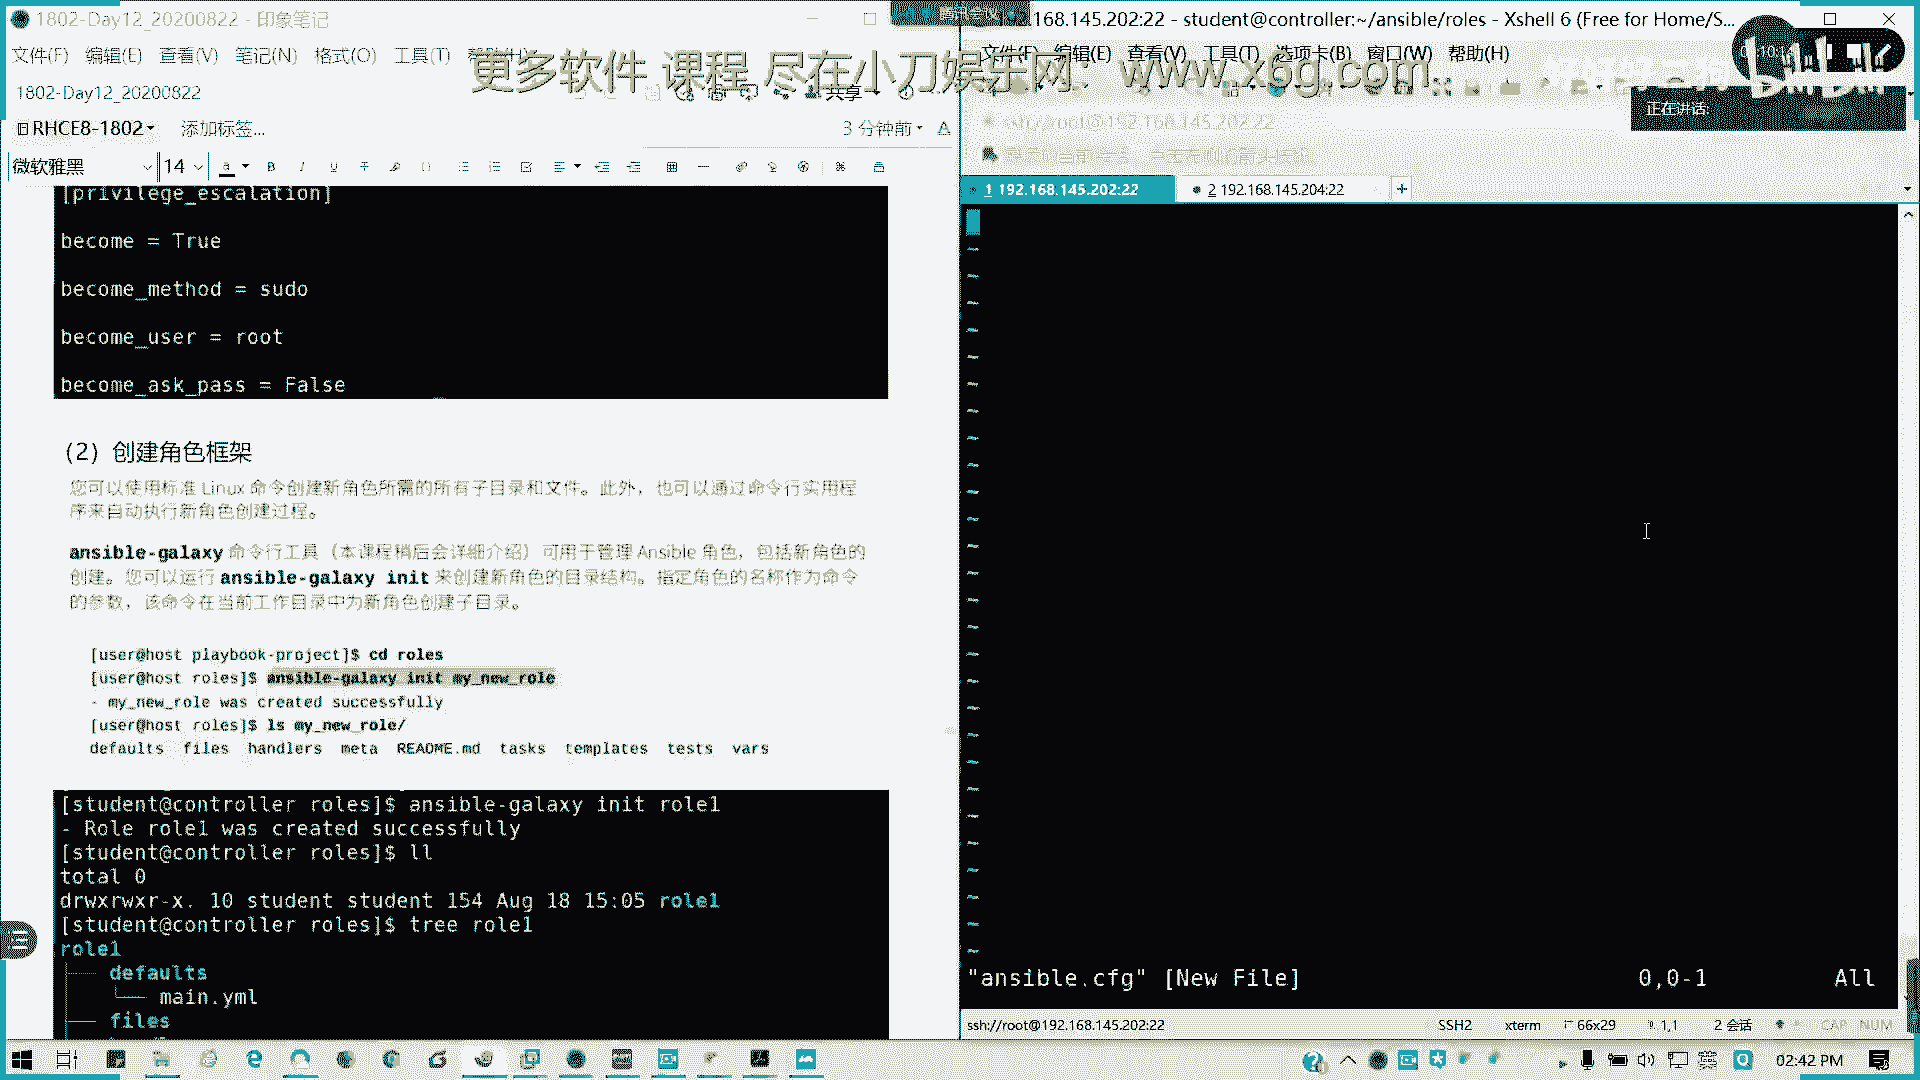 1802-Day12_20200822 - 印象笔记
文件(F) 编辑(E) 查看(V) 笔记(N) 格式(O) 工具(T) 帮助(H)
1802-Day12_20200822
共享
RHCE8-1802
添加标签...
3 分钟前
微软雅黑
14
[privilege_escalation]
become = True
become_method = sudo
become_user = root
become_ask_pass = False
（2）创建角色框架
您可以使用标准 Linux 命令创建新角色所需的所有子目录和文件。此外，也可以通过命令行实用程
序来自动执行新角色创建过程。
ansible-galaxy 命令行工具（本课程稍后会详细介绍）可用于管理 Ansible 角色，包括新角色的
创建。您可以运行 ansible-galaxy init 来创建新角色的目录结构。指定角色的名称作为命令
的参数，该命令在当前工作目录中为新角色创建子目录。
[user@host playbook-project]$ cd roles
[user@host roles]$ ansible-galaxy init my_new_role
- my_new_role was created successfully
[user@host roles]$ ls my_new_role/
defaults files handlers meta README.md tasks templates tests vars
[student@controller roles]$ ansible-galaxy init role1
- Role role1 was created successfully
[student@controller roles]$ ll
total 0
drwxrwxr-x. 10 student student 154 Aug 18 15:05 role1
[student@controller roles]$ tree role1
role1
├── defaults
│   └── main.yml
├── files
更多软件 课程 尽在小刀娱乐网：www.x6g.com
腾讯会议
.168.145.202:22 - student@controller:~/ansible/roles - Xshell 6 (Free for Home/S...
文件(F) 编辑(E) 查看(V) 工具(T) 选项卡(B) 窗口(W) 帮助(H)
正在讲话:
ssh://root@192.168.145.202:22
1 192.168.145.202:22
2 192.168.145.204:22
"ansible.cfg" [New File]
0,0-1
All
ssh://root@192.168.145.202:22
SSH2
xterm
66x29
1,1
2 会话
CAP NUM
英
02:42 PM